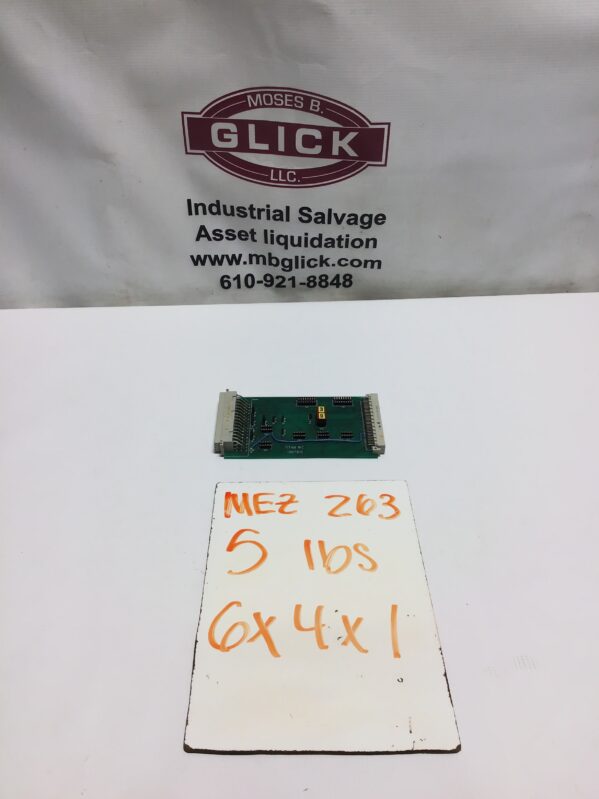 MOSES B.
GLICK
LLC.
Industrial Salvage
Asset liquidation
www.mbglick.com
610-921-8848
MEZ 263
5 lbs
6x4x1